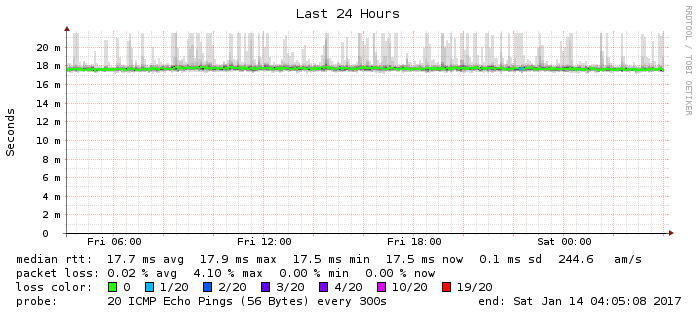 Last 24 Hours
RRDTOOL / TOBI OETIKER
Seconds
20 m
18 m
16 m
14 m
12 m
10 m
8 m
6 m
4 m
2 m
0
Fri 06:00 Fri 12:00 Fri 18:00 Sat 00:00
median rtt: 17.7 ms avg 17.9 ms max 17.5 ms min 17.5 ms now 0.1 ms sd 244.6 am/s
packet loss: 0.02 % avg 4.10 % max 0.00 % min 0.00 % now
loss color: 0 1/20 2/20 3/20 4/20 10/20 19/20
probe: 20 ICMP Echo Pings (56 Bytes) every 300s end: Sat Jan 14 04:05:08 2017